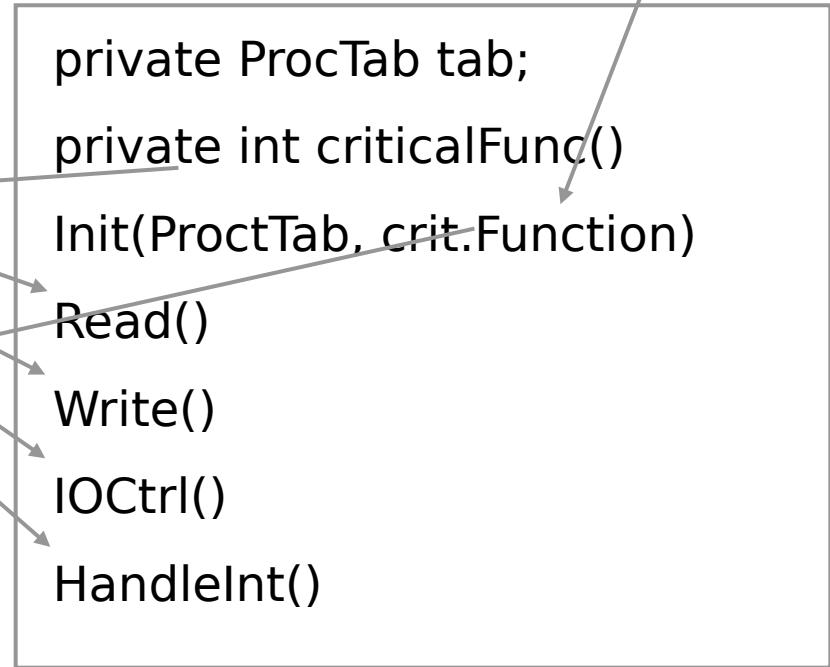 private ProcTab tab;
private int criticalFunc()
Init(ProctTab, crit.Function)
Read()
Write()
IOCtrl()
HandleInt()